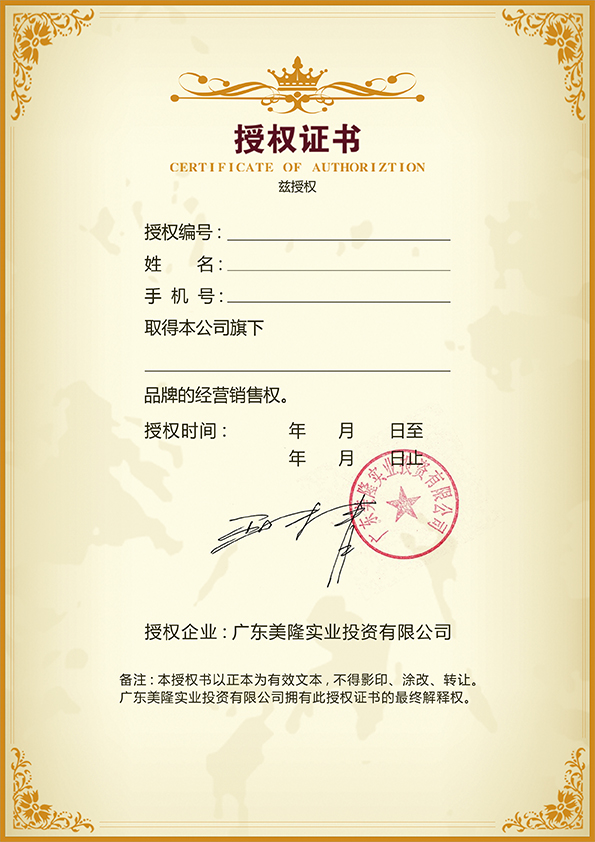 授权证书
CERTIFICATE OF AUTHORIZTION
兹授权
授权编号：
姓 名：
手 机 号：
取得本公司旗下
品牌的经营销售权。
授权时间： 年 月 日至
年 月 日止
广东美隆实业投资有限公司
授权企业：广东美隆实业投资有限公司
备注：本授权书以正本为有效文本，不得影印、涂改、转让。
广东美隆实业投资有限公司拥有此授权证书的最终解释权。